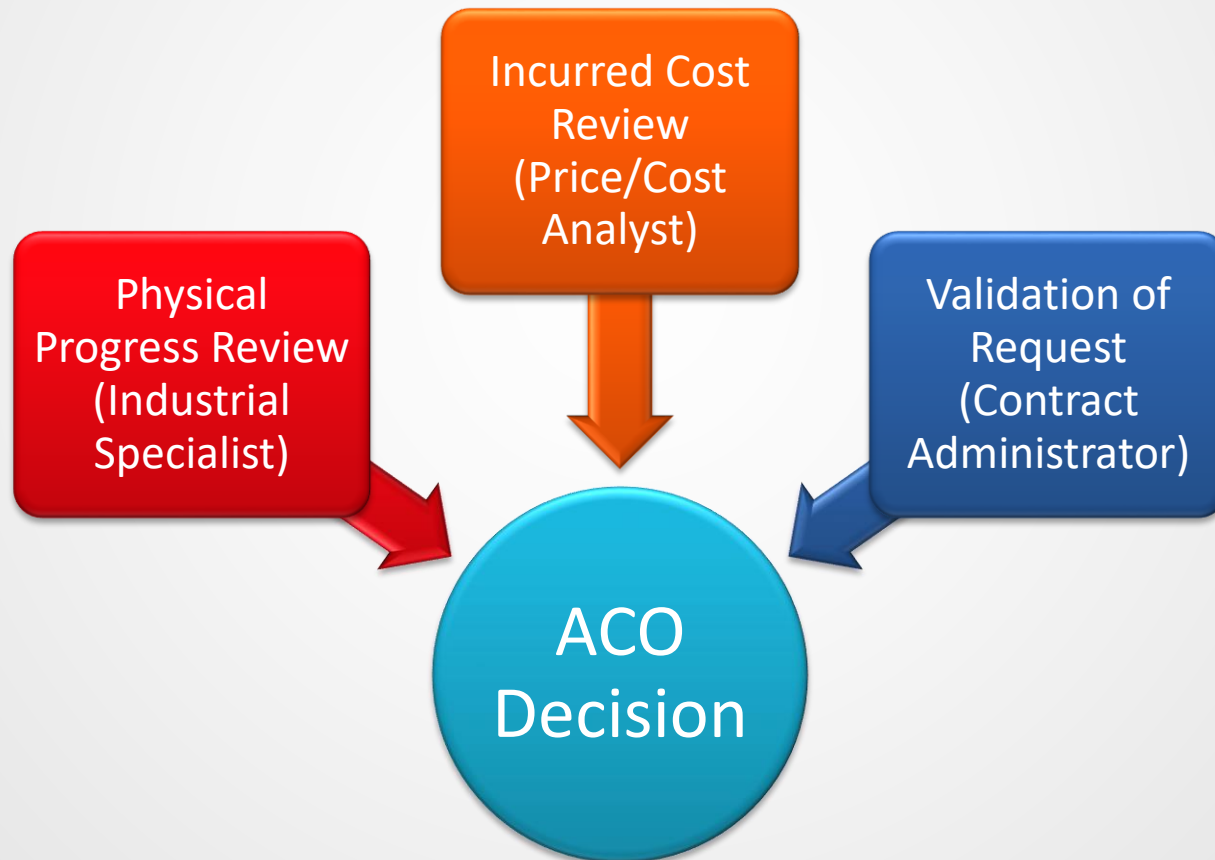 Incurred Cost
Review
(Price/Cost
Analyst)
Physical
Progress Review
(Industrial
Specialist)
Validation of
Request
(Contract
Administrator)
ACO
Decision